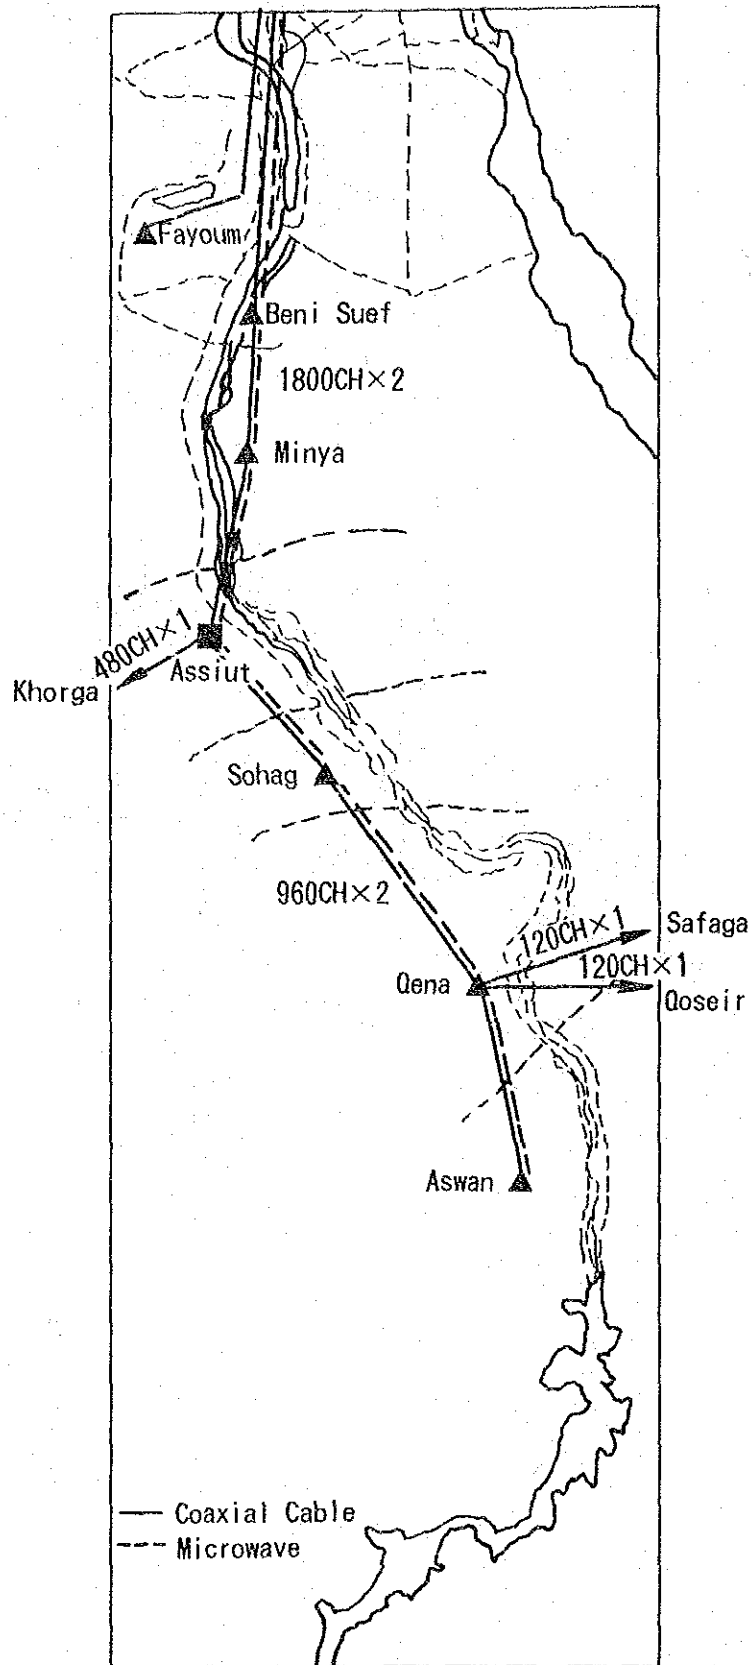 Fayoum
Beni Suef
1800CH×2
Minya
480CH×1
Khorga
Assiut
Sohag
960CH×2
120CH×1
Safaga
120CH×1
Qena
Qoseir
Aswan
Coaxial Cable
Microwave